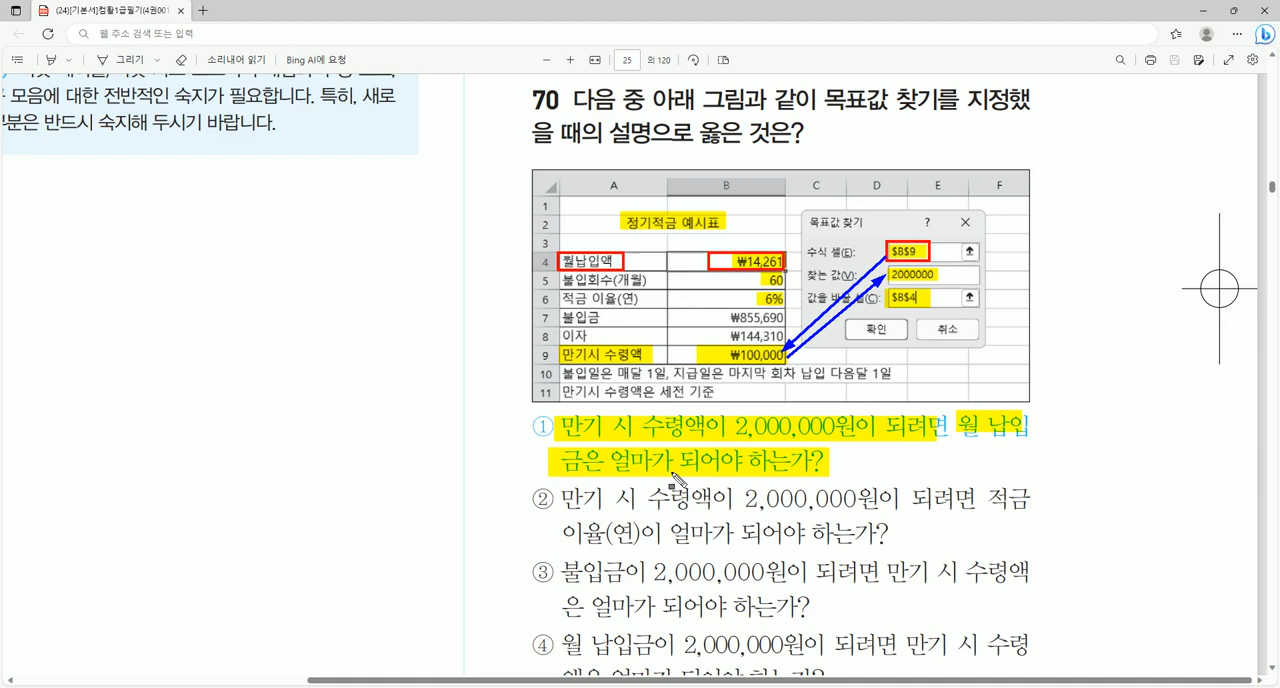 (24)[기본서]컴활1급필기(4권001
웹 주소 검색 또는 입력
그리기
소리내어 읽기
Bing AI에 요청
25
의 120
모음에 대한 전반적인 숙지가 필요합니다. 특히, 새로
부분은 반드시 숙지해 두시기 바랍니다.
70 다음 중 아래 그림과 같이 목표값 찾기를 지정했
을 때의 설명으로 옳은 것은?
A B C D E F
1
2 정기적금 예시표
3
4 월납입액 ₩14,261
5 불입회수(개월) 60
6 적금 이율(연) 6%
7 불입금 ₩855,690
8 이자 ₩144,310
9 만기시 수령액 ₩100,000
10 불입일은 매달 1일, 지급일은 마지막 회차 납입 다음달 1일
11 만기시 수령액은 세전 기준
목표값 찾기 ? ×
수식 셀(E): $B$9
찾는 값(V): 2000000
값을 바꿀 셀(C): $B$4
확인 취소
① 만기 시 수령액이 2,000,000원이 되려면 월 납입
금은 얼마가 되어야 하는가?
② 만기 시 수령액이 2,000,000원이 되려면 적금
이율(연)이 얼마가 되어야 하는가?
③ 불입금이 2,000,000원이 되려면 만기 시 수령액
은 얼마가 되어야 하는가?
④ 월 납입금이 2,000,000원이 되려면 만기 시 수령
액은 얼마가 되어야 하는가?